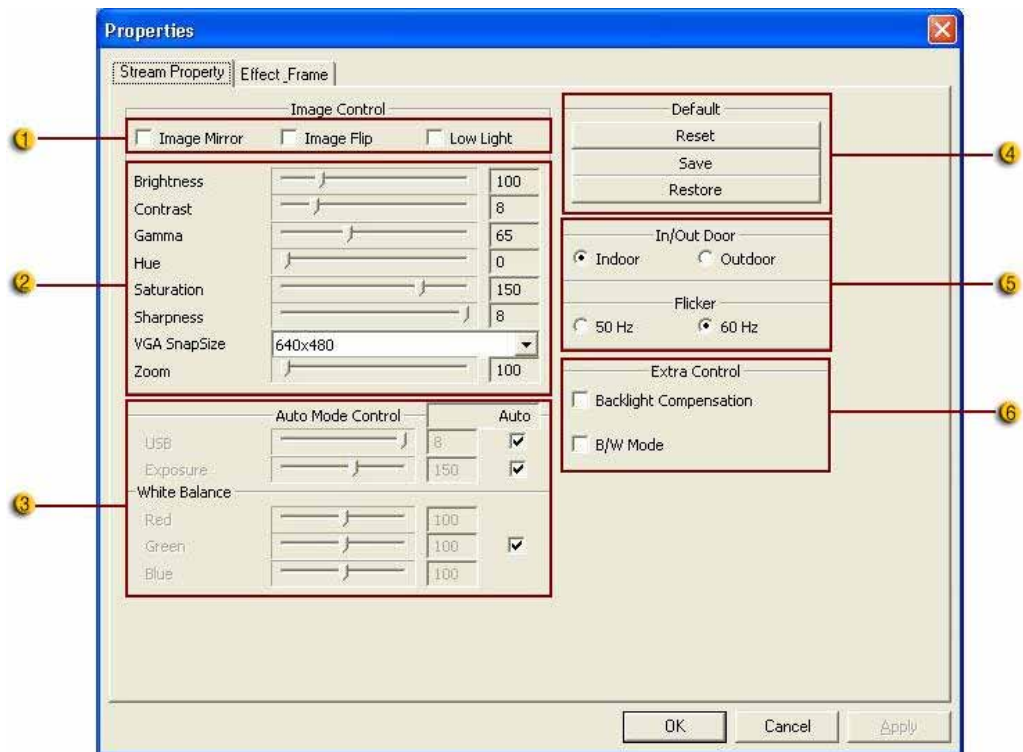 Properties
Stream Property Effect_Frame
Image Control
1
Image Mirror Image Flip Low Light
2
Brightness 100
Contrast 8
Gamma 65
Hue 0
Saturation 150
Sharpness 8
VGA SnapSize 640x480
Zoom 100
3
Auto Mode Control Auto
USB 8
Exposure 150
White Balance
Red 100
Green 100
Blue 100
Default
Reset
Save
Restore
4
In/Out Door
Indoor Outdoor
Flicker
50 Hz 60 Hz
5
Extra Control
Backlight Compensation
B/W Mode
6
OK Cancel Apply